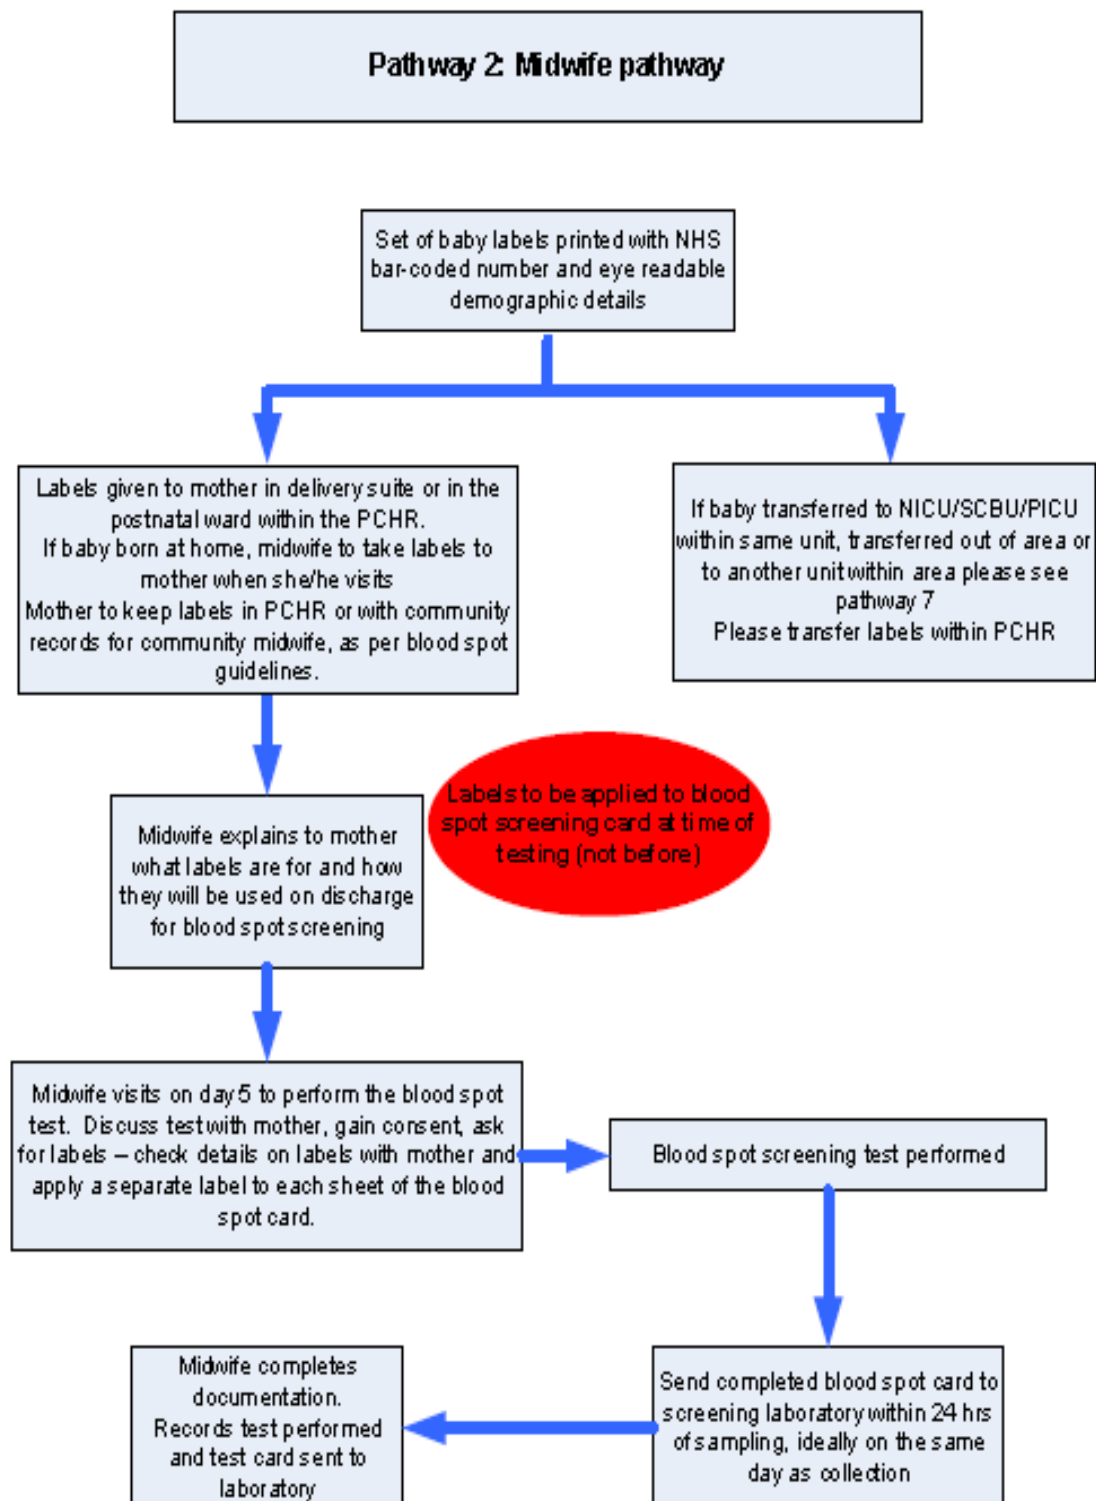 Pathway 2: Midwife pathway
Set of baby labels printed with NHS
bar-coded number and eye readable
demographic details
Labels given to mother in delivery suite or in the
postnatal ward within the PCHR.
If baby born at home, midwife to take labels to
mother when she/he visits
Mother to keep labels in PCHR or with community
records for community midwife, as per blood spot
guidelines.
If baby transferred to NICU/SCBU/PICU
within same unit, transferred out of area or
to another unit within area please see
pathway 7
Please transfer labels within PCHR
Labels to be applied to blood
spot screening card at time of
testing (not before)
Midwife explains to mother
what labels are for and how
they will be used on discharge
for blood spot screening
Midwife visits on day 5 to perform the blood spot
test. Discuss test with mother, gain consent, ask
for labels – check details on labels with mother and
apply a separate label to each sheet of the blood
spot card.
Blood spot screening test performed
Send completed blood spot card to
screening laboratory within 24 hrs
of sampling, ideally on the same
day as collection
Midwife completes
documentation.
Records test performed
and test card sent to
laboratory